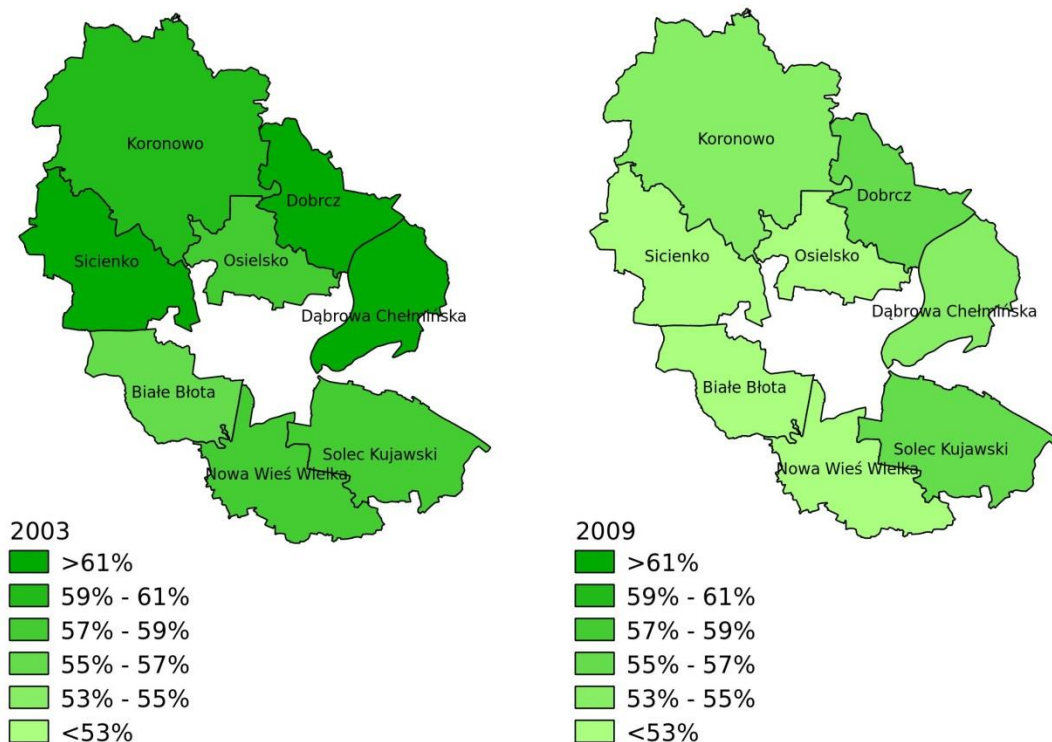 Koronowo
Dobrcz
Sicienko
Osielsko
Dąbrowa Chełmińska
Białe Błota
Solec Kujawski
Nowa Wieś Wielka
2003
>61%
59% - 61%
57% - 59%
55% - 57%
53% - 55%
<53%
Koronowo
Dobrcz
Sicienko
Osielsko
Dąbrowa Chełmińska
Białe Błota
Solec Kujawski
Nowa Wieś Wielka
2009
>61%
59% - 61%
57% - 59%
55% - 57%
53% - 55%
<53%